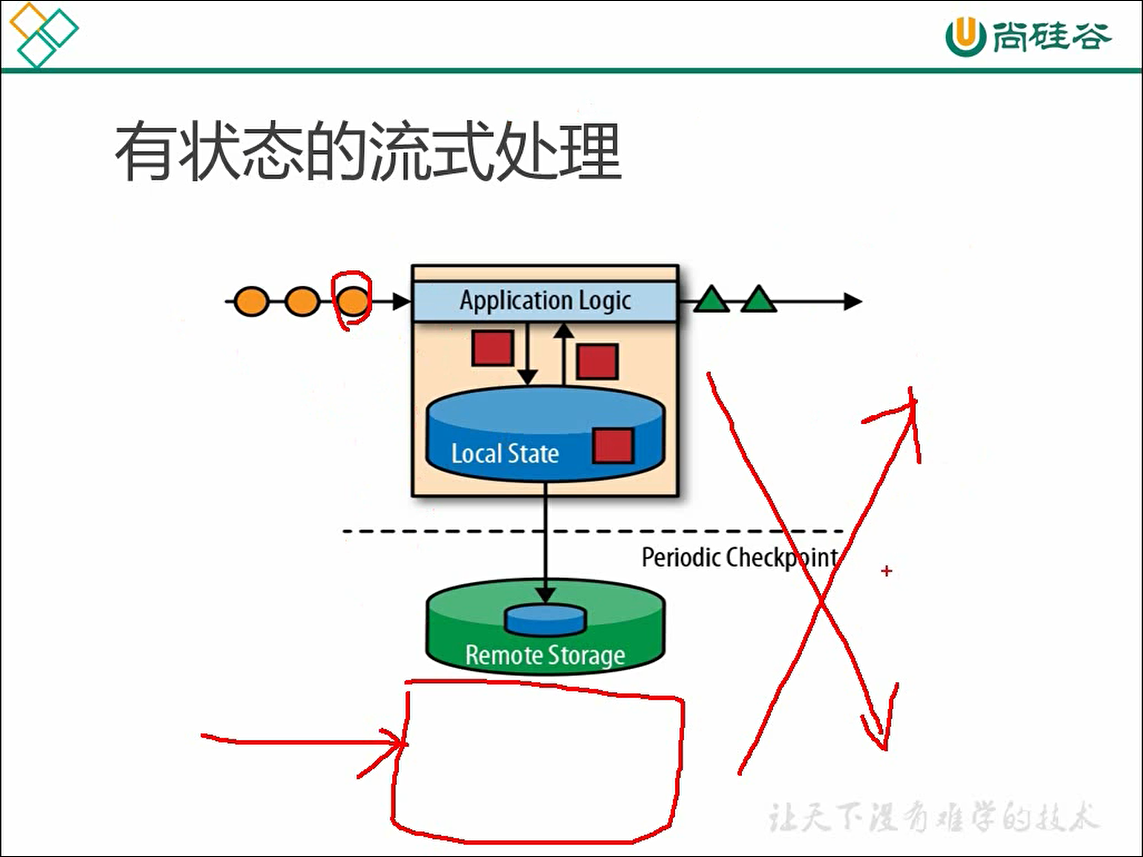 尚硅谷
有状态的流式处理
Application Logic
Local State
Periodic Checkpoint
Remote Storage
让天下没有难学的技术